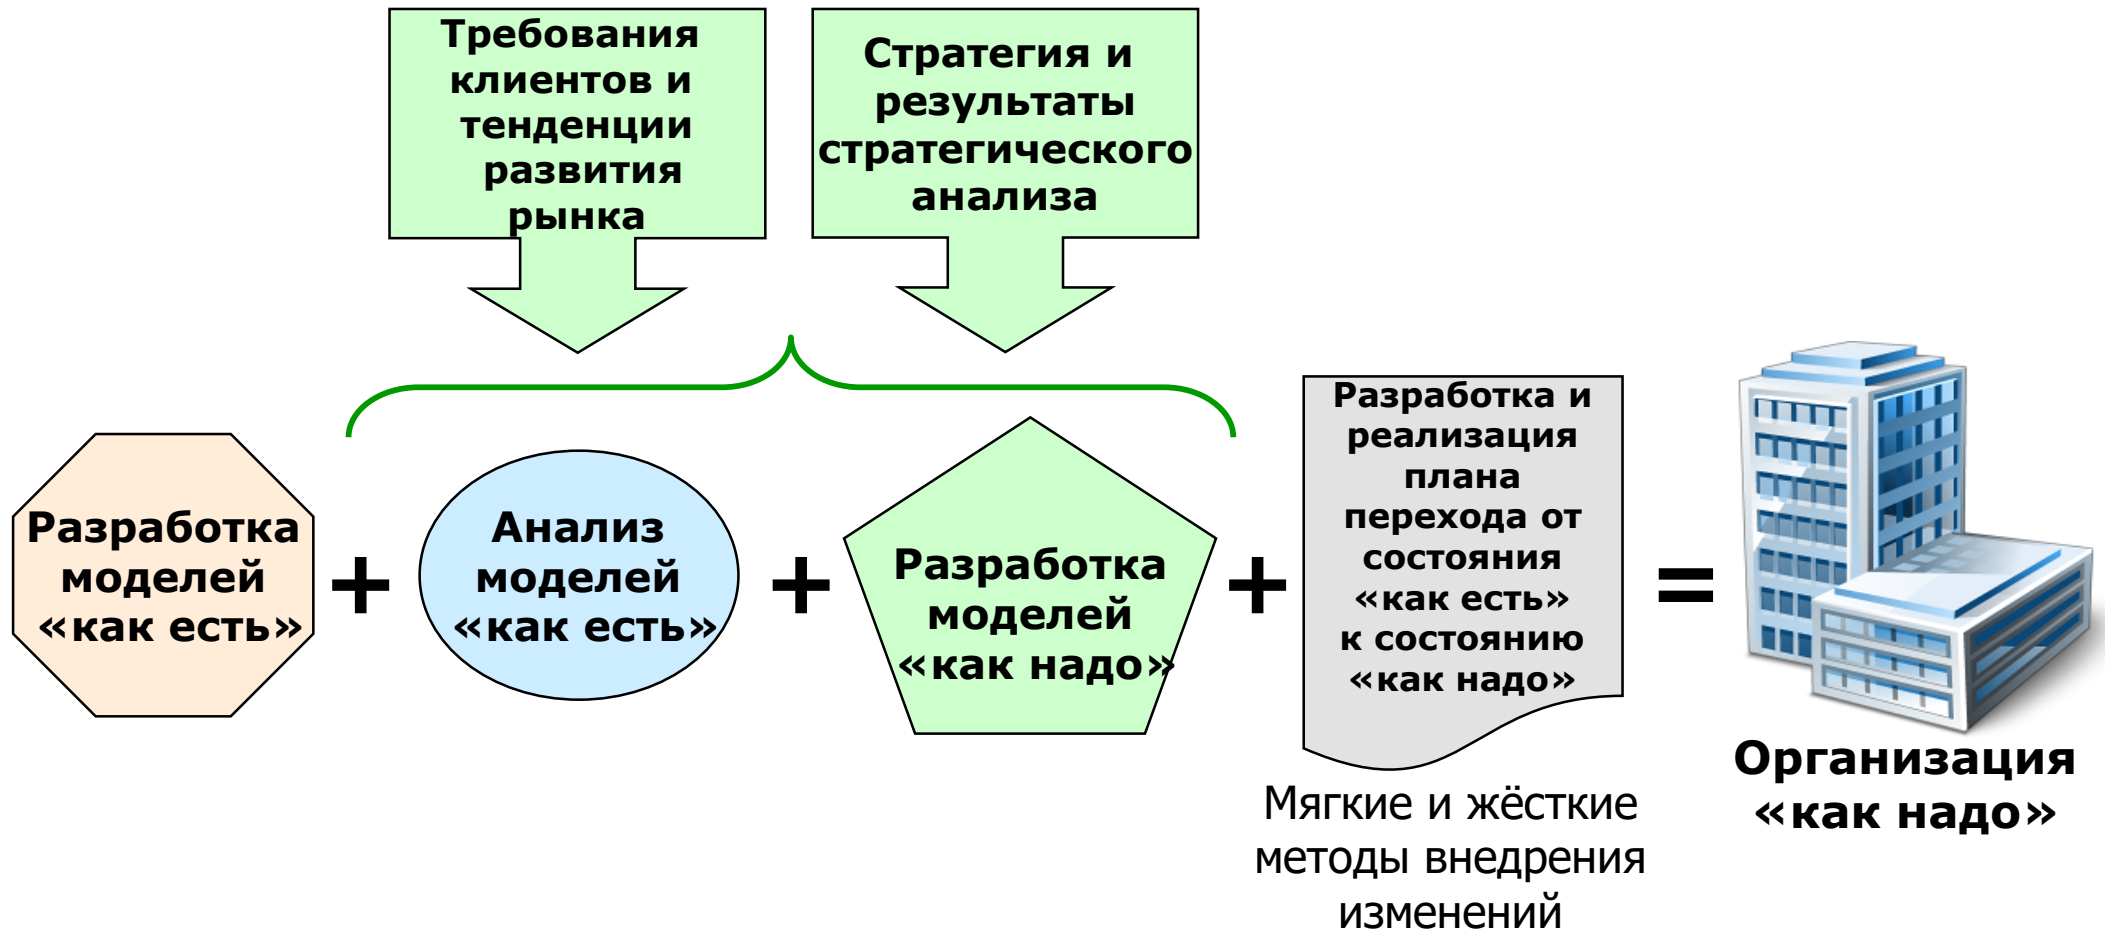 Требования
клиентов и
тенденции
развития
рынка
Стратегия и
результаты
стратегического
анализа
Разработка
моделей
«как есть»
+
Анализ
моделей
«как есть»
+
Разработка
моделей
«как надо»
+
Разработка и
реализация
плана
перехода от
состояния
«как есть»
к состоянию
«как надо»
=
Организация
«как надо»
Мягкие и жёсткие
методы внедрения
изменений